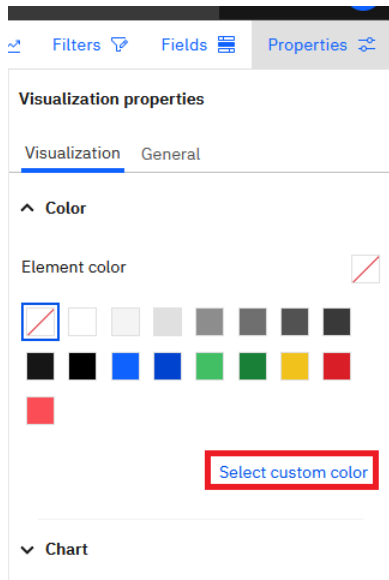 Filters Fields Properties
Visualization properties
Visualization General
Color
Element color
Select custom color
Chart